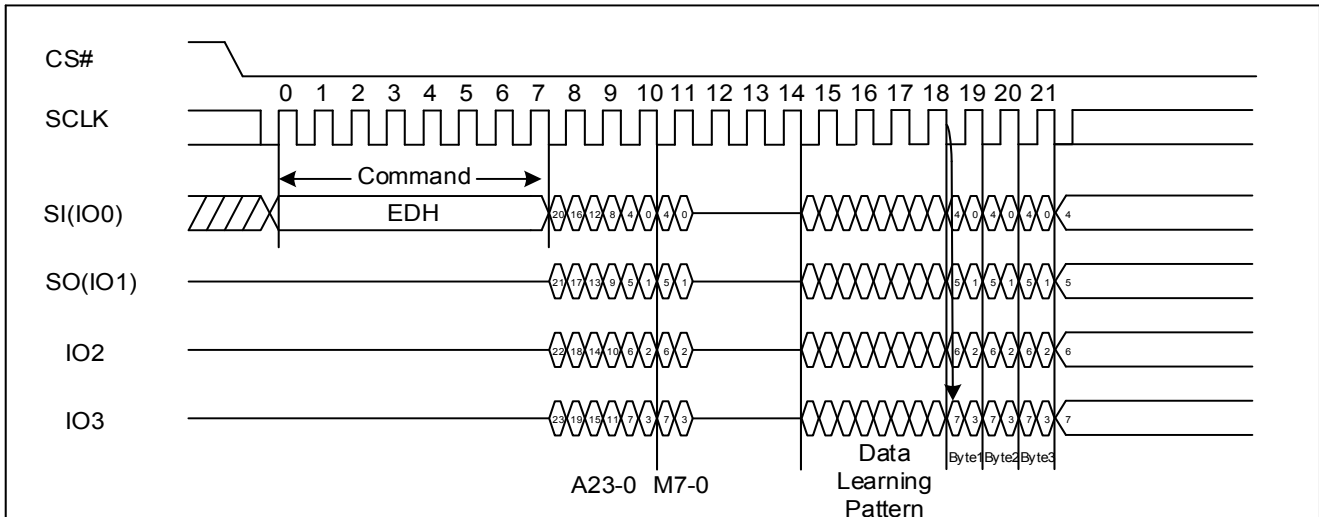 CS#
0 1 2 3 4 5 6 7 8 9 10 11 12 13 14 15 16 17 18 19 20 21
SCLK
Command
SI(IO0) EDH 20 16 12 8 4 0 4 0 4 0 4 0 4 0 4
SO(IO1) 21 17 13 9 5 1 5 1 5 1 5 1 5 1 5
IO2 22 18 14 10 6 2 6 2 6 2 6 2 6 2 6
IO3 23 19 15 11 7 3 7 3 7 3 7 3 7 3 7
A23-0 M7-0
Data
Learning
Pattern
Byte1 Byte2 Byte3